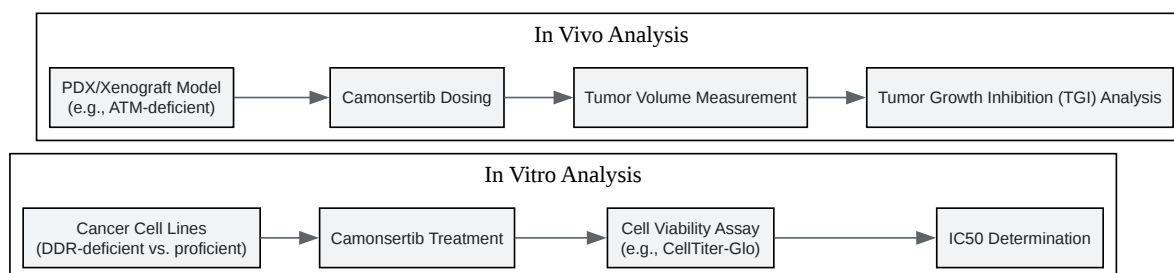 In Vivo Analysis
PDX/Xenograft Model
(e.g., ATM-deficient)
Camonsertib Dosing
Tumor Volume Measurement
Tumor Growth Inhibition (TGI) Analysis
In Vitro Analysis
Cancer Cell Lines
(DDR-deficient vs. proficient)
Camonsertib Treatment
Cell Viability Assay
(e.g., CellTiter-Glo)
IC50 Determination